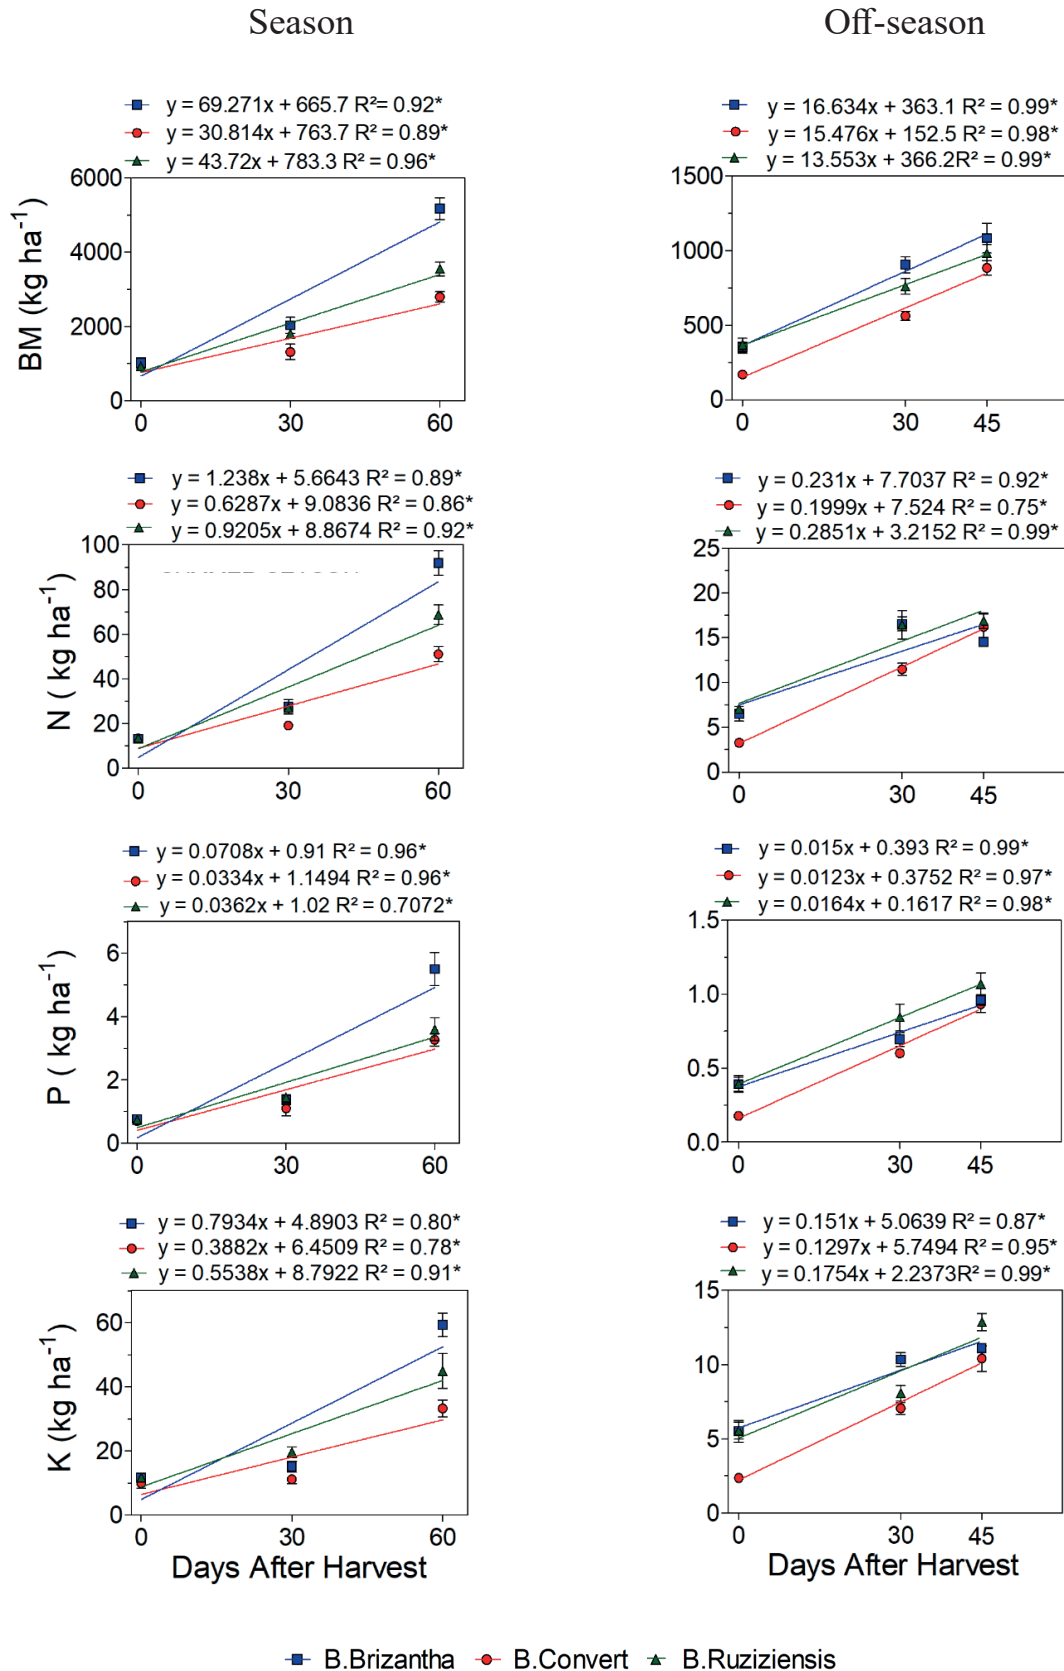 Season
Off-season
y = 69.271x + 665.7 R²= 0.92*
y = 30.814x + 763.7 R² = 0.89*
y = 43.72x + 783.3 R² = 0.96*
6000
4000
2000
0
BM (kg ha⁻¹)
0 30 60
y = 16.634x + 363.1 R² = 0.99*
y = 15.476x + 152.5 R² = 0.98*
y = 13.553x + 366.2R² = 0.99*
1500
1000
500
0
0 30 45
y = 1.238x + 5.6643 R² = 0.89*
y = 0.6287x + 9.0836 R² = 0.86*
y = 0.9205x + 8.8674 R² = 0.92*
100
80
60
40
20
0
N ( kg ha⁻¹)
0 30 60
y = 0.231x + 7.7037 R² = 0.92*
y = 0.1999x + 7.524 R² = 0.75*
y = 0.2851x + 3.2152 R² = 0.99*
25
20
15
10
5
0
0 30 45
y = 0.0708x + 0.91 R² = 0.96*
y = 0.0334x + 1.1494 R² = 0.96*
y = 0.0362x + 1.02 R² = 0.7072*
6
4
2
0
P ( kg ha⁻¹)
0 30 60
y = 0.015x + 0.393 R² = 0.99*
y = 0.0123x + 0.3752 R² = 0.97*
y = 0.0164x + 0.1617 R² = 0.98*
1.5
1.0
0.5
0.0
0 30 45
y = 0.7934x + 4.8903 R² = 0.80*
y = 0.3882x + 6.4509 R² = 0.78*
y = 0.5538x + 8.7922 R² = 0.91*
60
40
20
0
K (kg ha⁻¹)
0 30 60
Days After Harvest
y = 0.151x + 5.0639 R² = 0.87*
y = 0.1297x + 5.7494 R² = 0.95*
y = 0.1754x + 2.2373R² = 0.99*
15
10
5
0
0 30 45
Days After Harvest
B.Brizantha B.Convert B.Ruziziensis